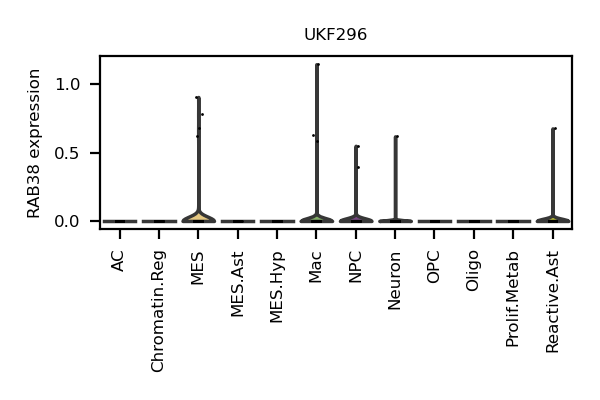 UKF296
RAB38 expression
1.0
0.5
0.0
AC
Chromatin.Reg
MES
MES.Ast
MES.Hyp
Mac
NPC
Neuron
OPC
Oligo
Prolif.Metab
Reactive.Ast